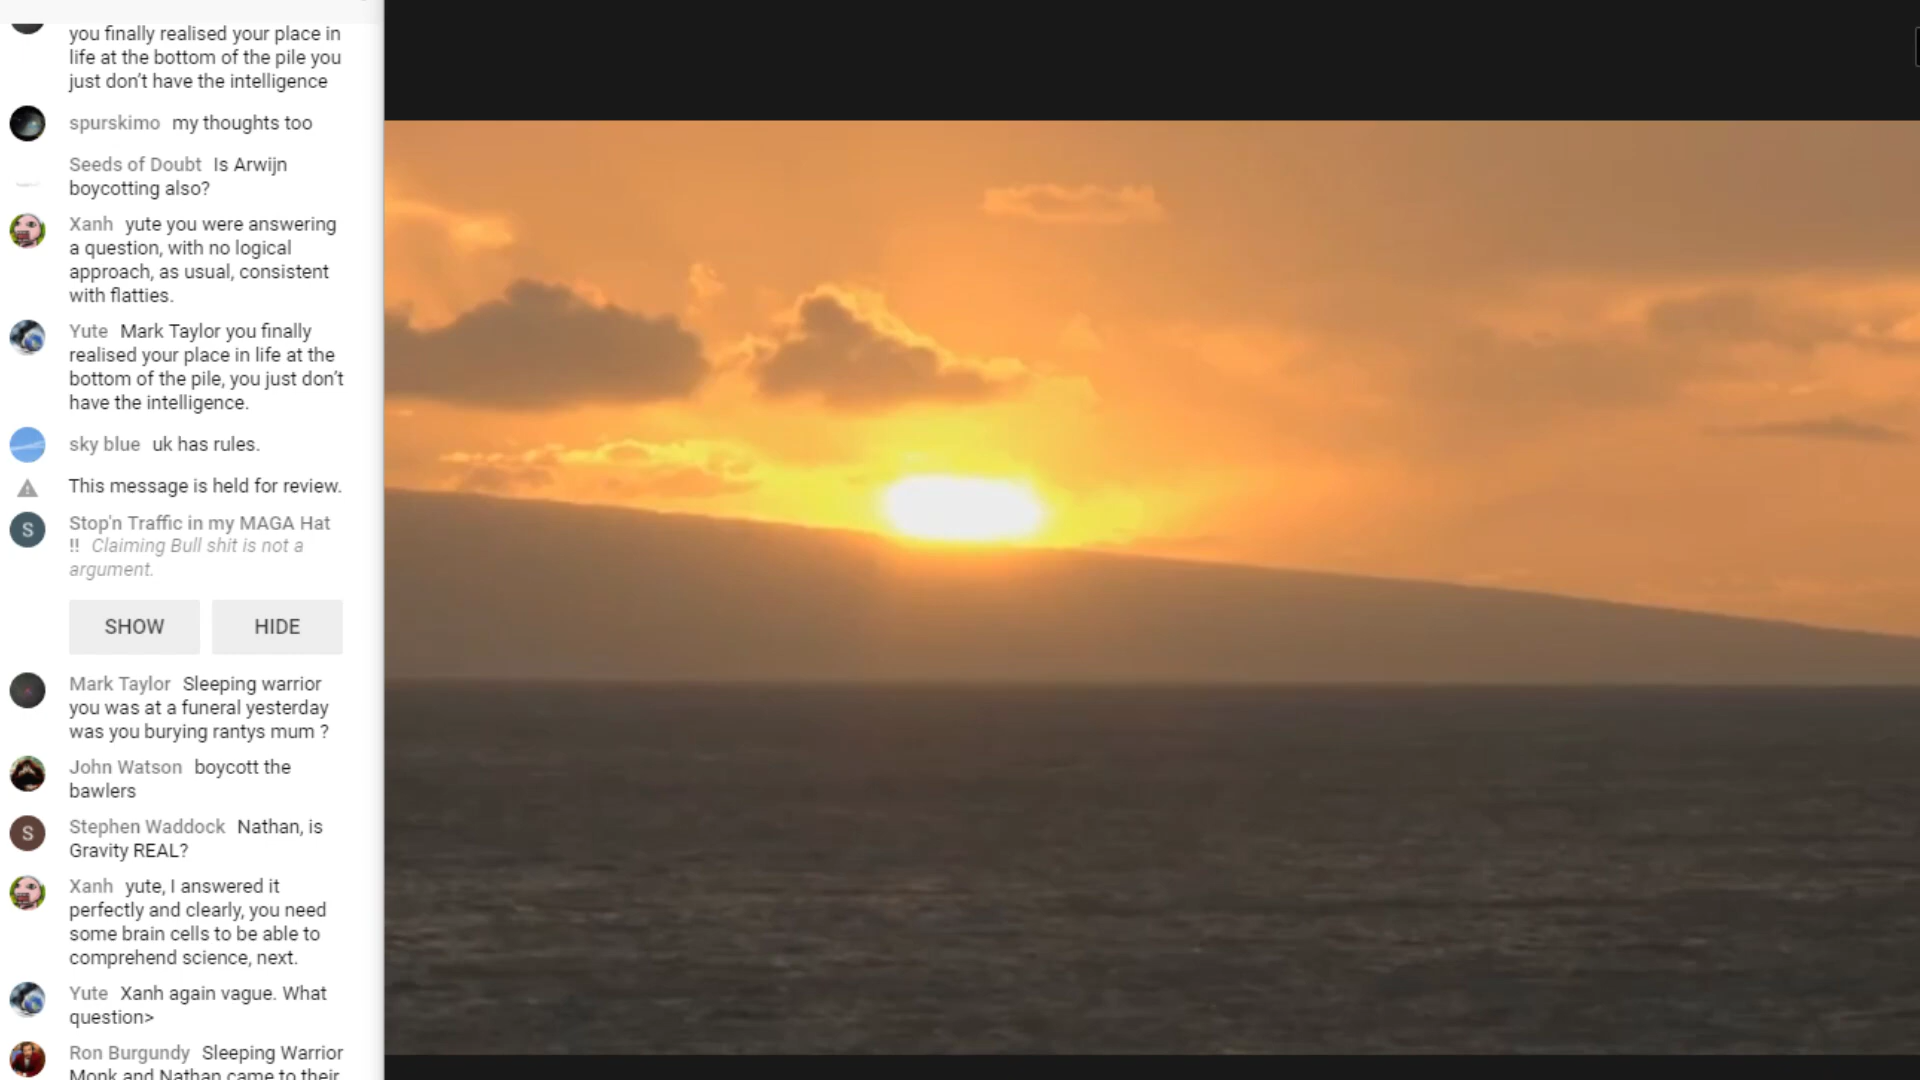 you finally realised your place in
life at the bottom of the pile you
just don't have the intelligence
spurskimo my thoughts too
Seeds of Doubt Is Arwijn
boycotting also?
Xanh yute you were answering
a question, with no logical
approach, as usual, consistent
with flatties.
Yute Mark Taylor you finally
realised your place in life at the
bottom of the pile, you just don't
have the intelligence.
sky blue uk has rules.
This message is held for review.
S Stop'n Traffic in my MAGA Hat
!! Claiming Bull shit is not a
argument.
SHOW HIDE
Mark Taylor Sleeping warrior
you was at a funeral yesterday
was you burying rantys mum ?
John Watson boycott the
bawlers
S Stephen Waddock Nathan, is
Gravity REAL?
Xanh yute, I answered it
perfectly and clearly, you need
some brain cells to be able to
comprehend science, next.
Yute Xanh again vague. What
question>
Ron Burgundy Sleeping Warrior
Monk and Nathan came to their